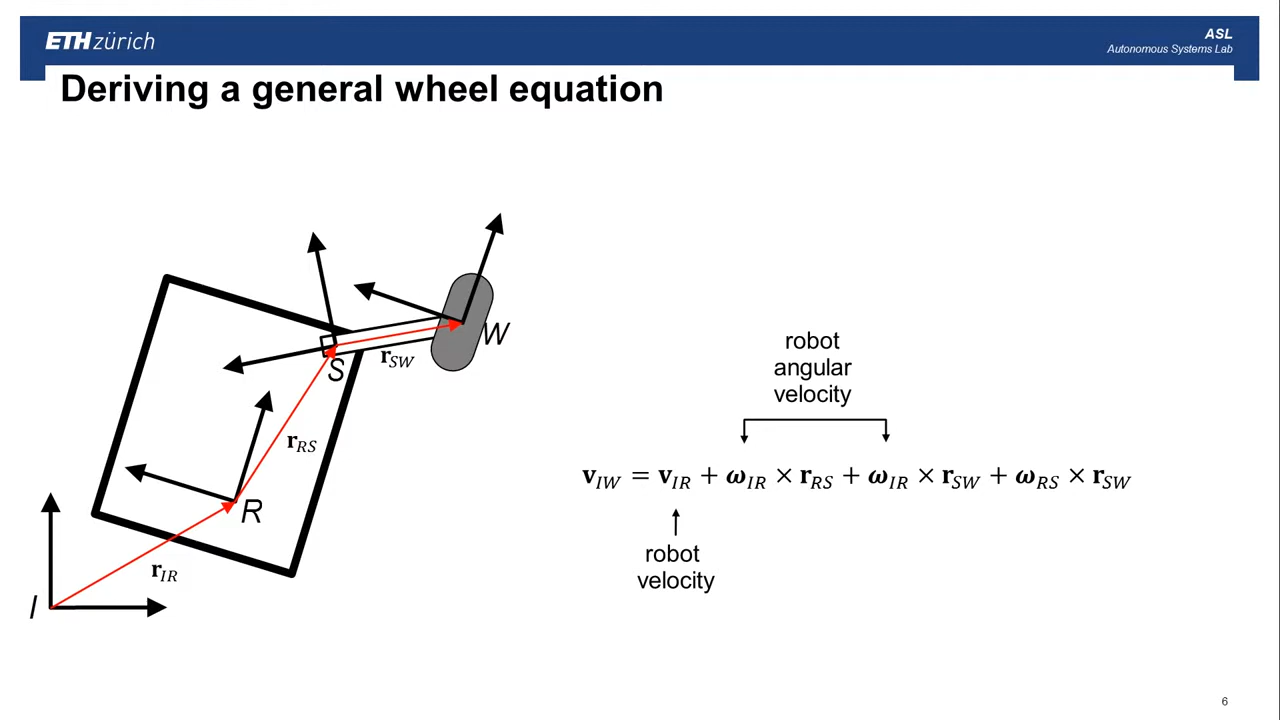 ETH zürich
ASL
Autonomous Systems Lab
Deriving a general wheel equation
W
S
r_SW
r_RS
R
r_IR
I
robot
angular
velocity
v_IW = v_IR + ω_IR × r_RS + ω_IR × r_SW + ω_RS × r_SW
robot
velocity
6